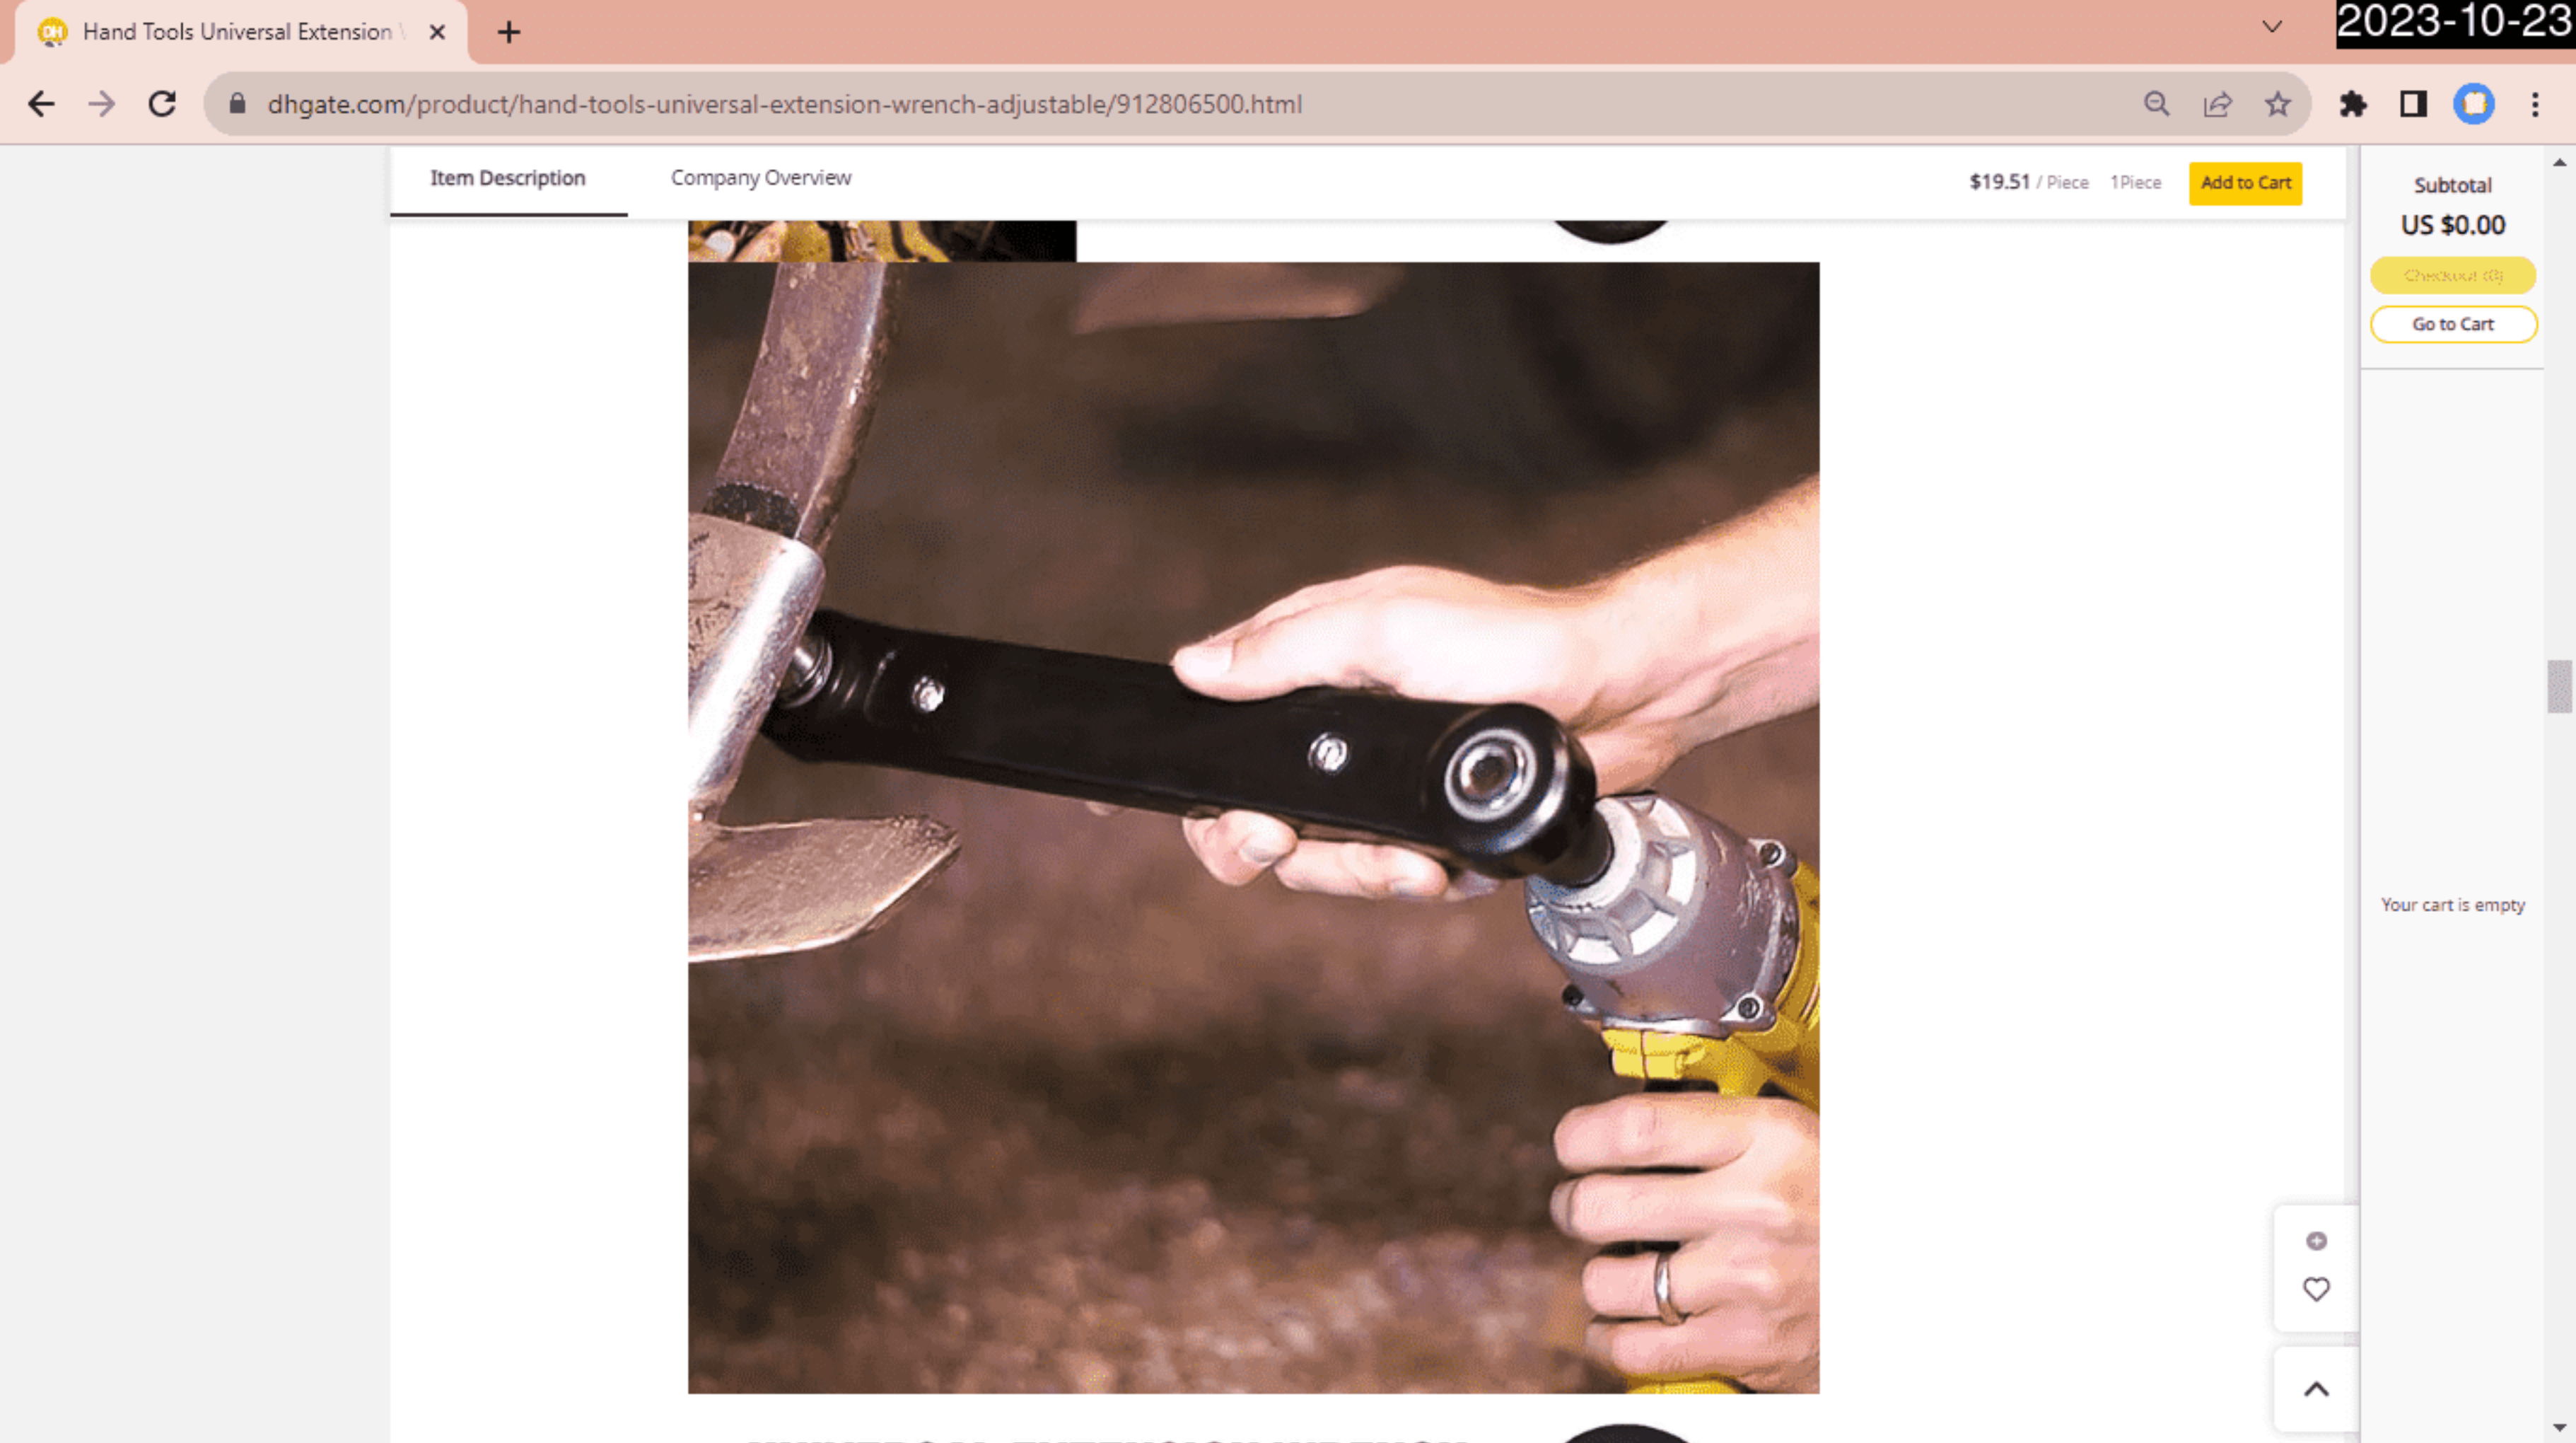 Hand Tools Universal Extension
2023-10-23
dhgate.com/product/hand-tools-universal-extension-wrench-adjustable/912806500.html
Item Description
Company Overview
$19.51 / Piece
1Piece
Add to Cart
Subtotal
US $0.00
Checkout (0)
Go to Cart
Your cart is empty